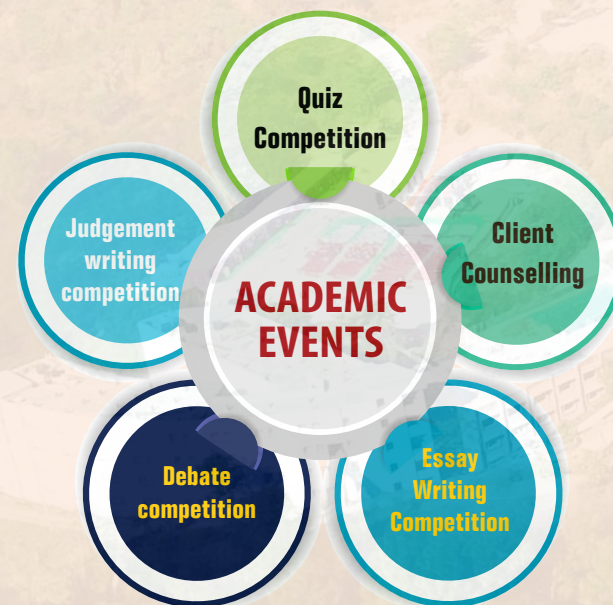 Quiz
Competition
Judgement
writing
competition
Client
Counselling
ACADEMIC
EVENTS
Debate
competition
Essay
Writing
Competition